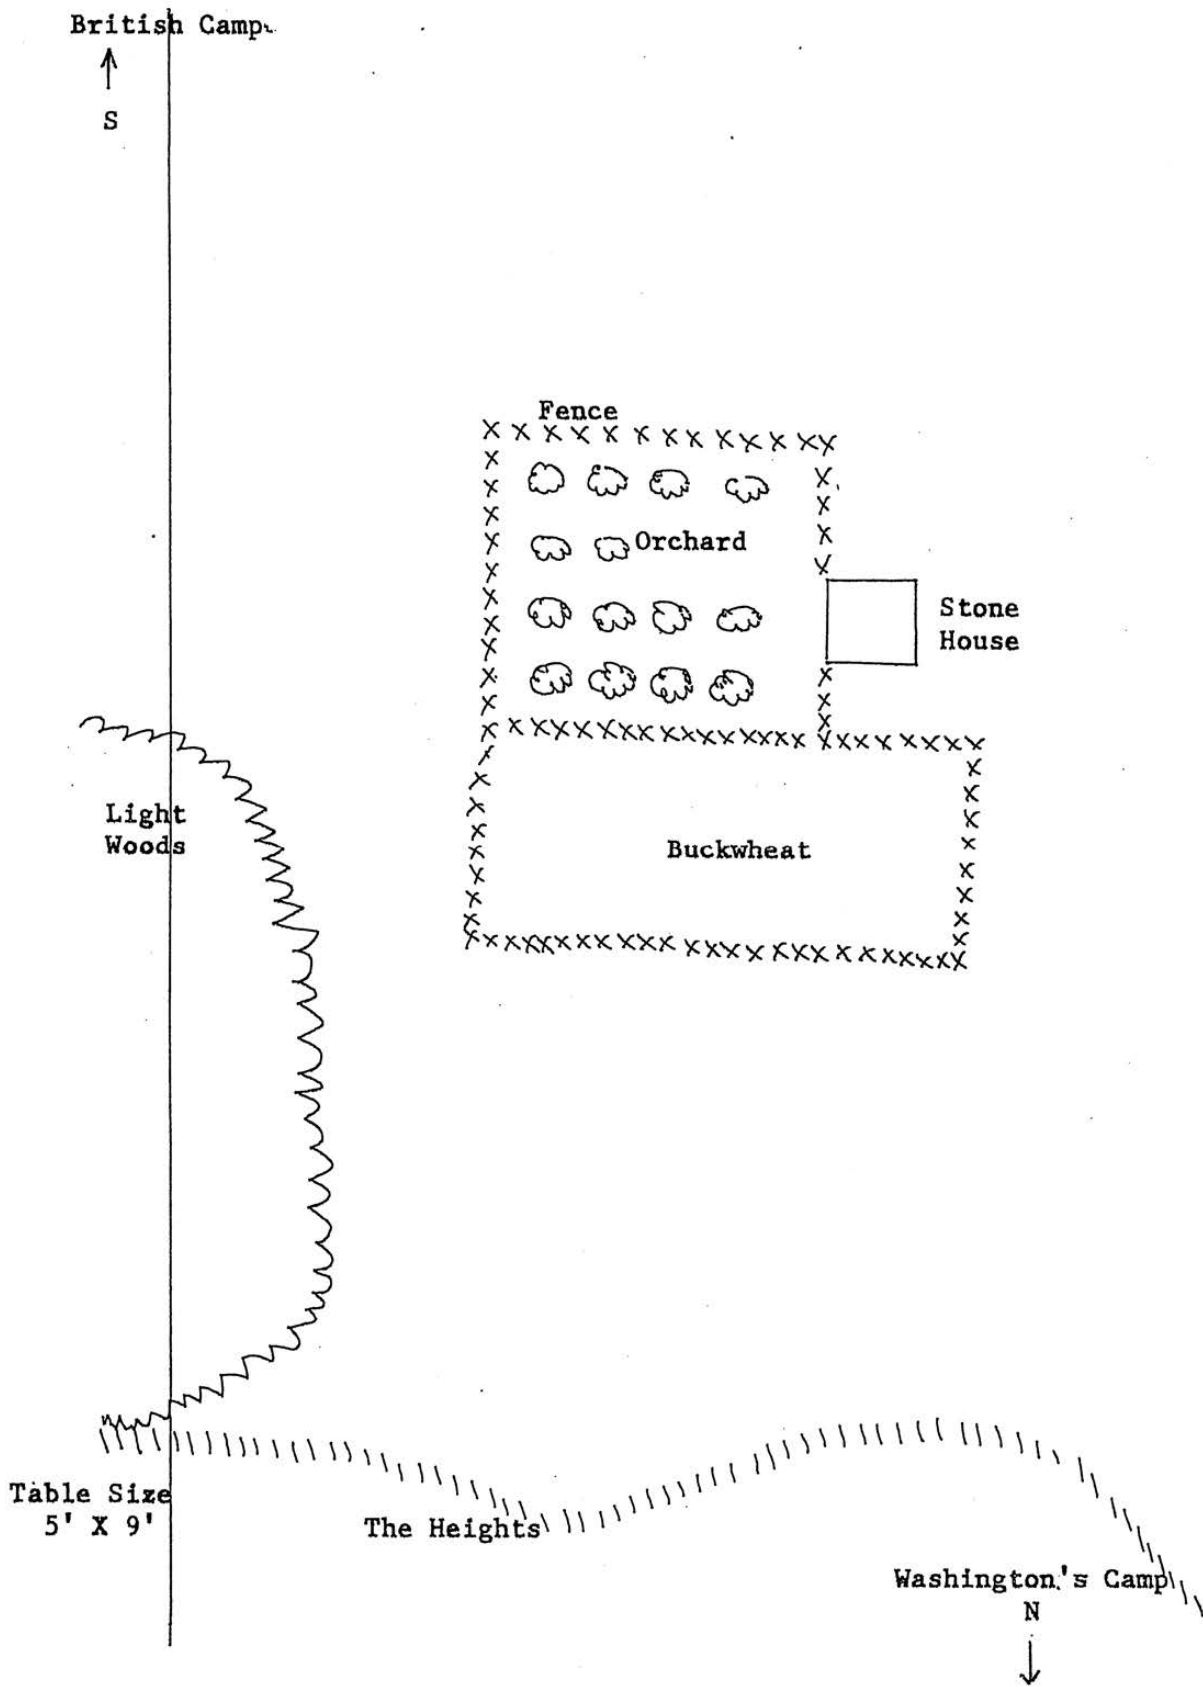 British Camp
S
Fence
Orchard
Stone
House
Light
Woods
Buckwheat
Table Size
5' X 9'
The Heights
Washington's Camp
N